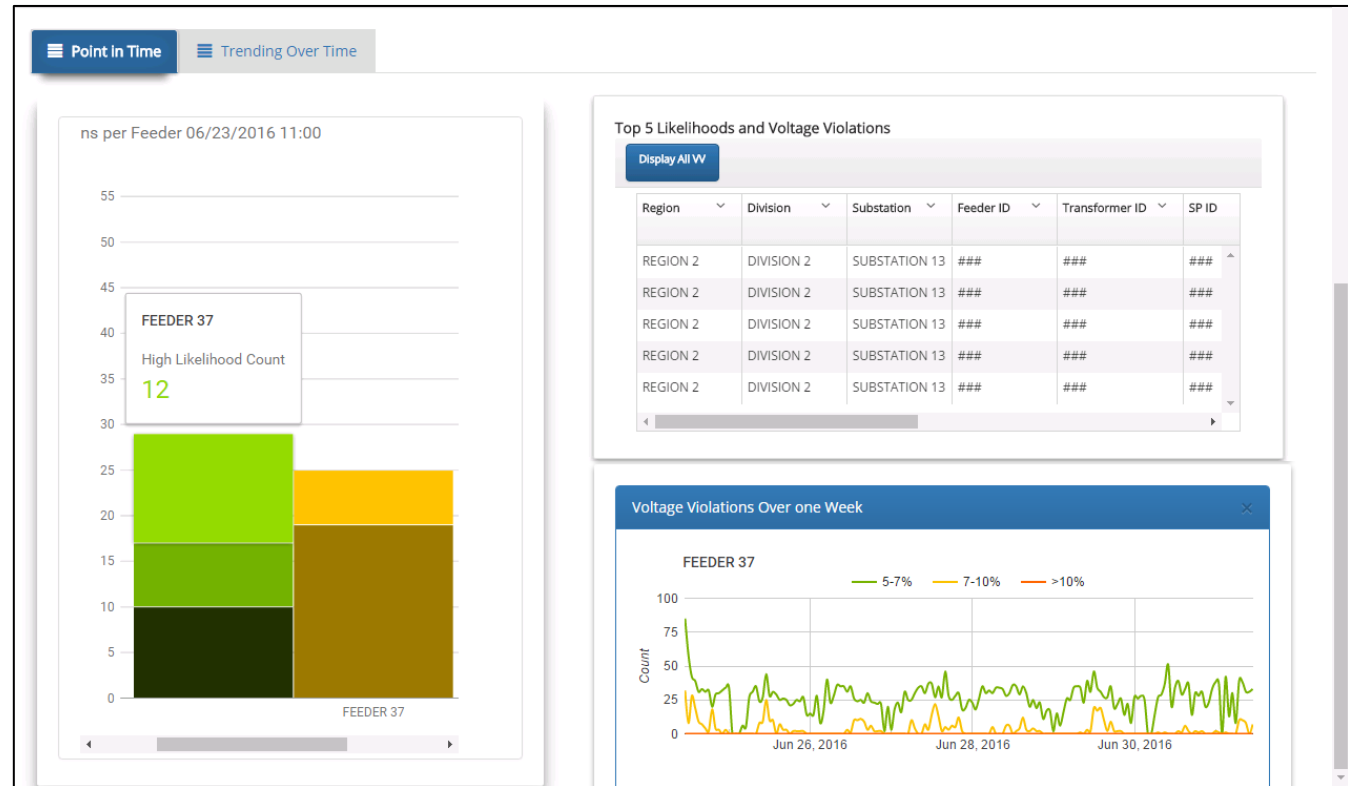 Point in Time
Trending Over Time
ns per Feeder 06/23/2016 11:00
55
50
45
40
35
30
25
20
15
10
5
0
FEEDER 37
High Likelihood Count
12
FEEDER 37
Top 5 Likelihoods and Voltage Violations
Display All VV
Region Division Substation Feeder ID Transformer ID SP ID
REGION 2 DIVISION 2 SUBSTATION 13 ### ### ###
REGION 2 DIVISION 2 SUBSTATION 13 ### ### ###
REGION 2 DIVISION 2 SUBSTATION 13 ### ### ###
REGION 2 DIVISION 2 SUBSTATION 13 ### ### ###
REGION 2 DIVISION 2 SUBSTATION 13 ### ### ###
Voltage Violations Over one Week
FEEDER 37
5-7% 7-10% >10%
100
75
50
25
0
Count
Jun 26, 2016 Jun 28, 2016 Jun 30, 2016